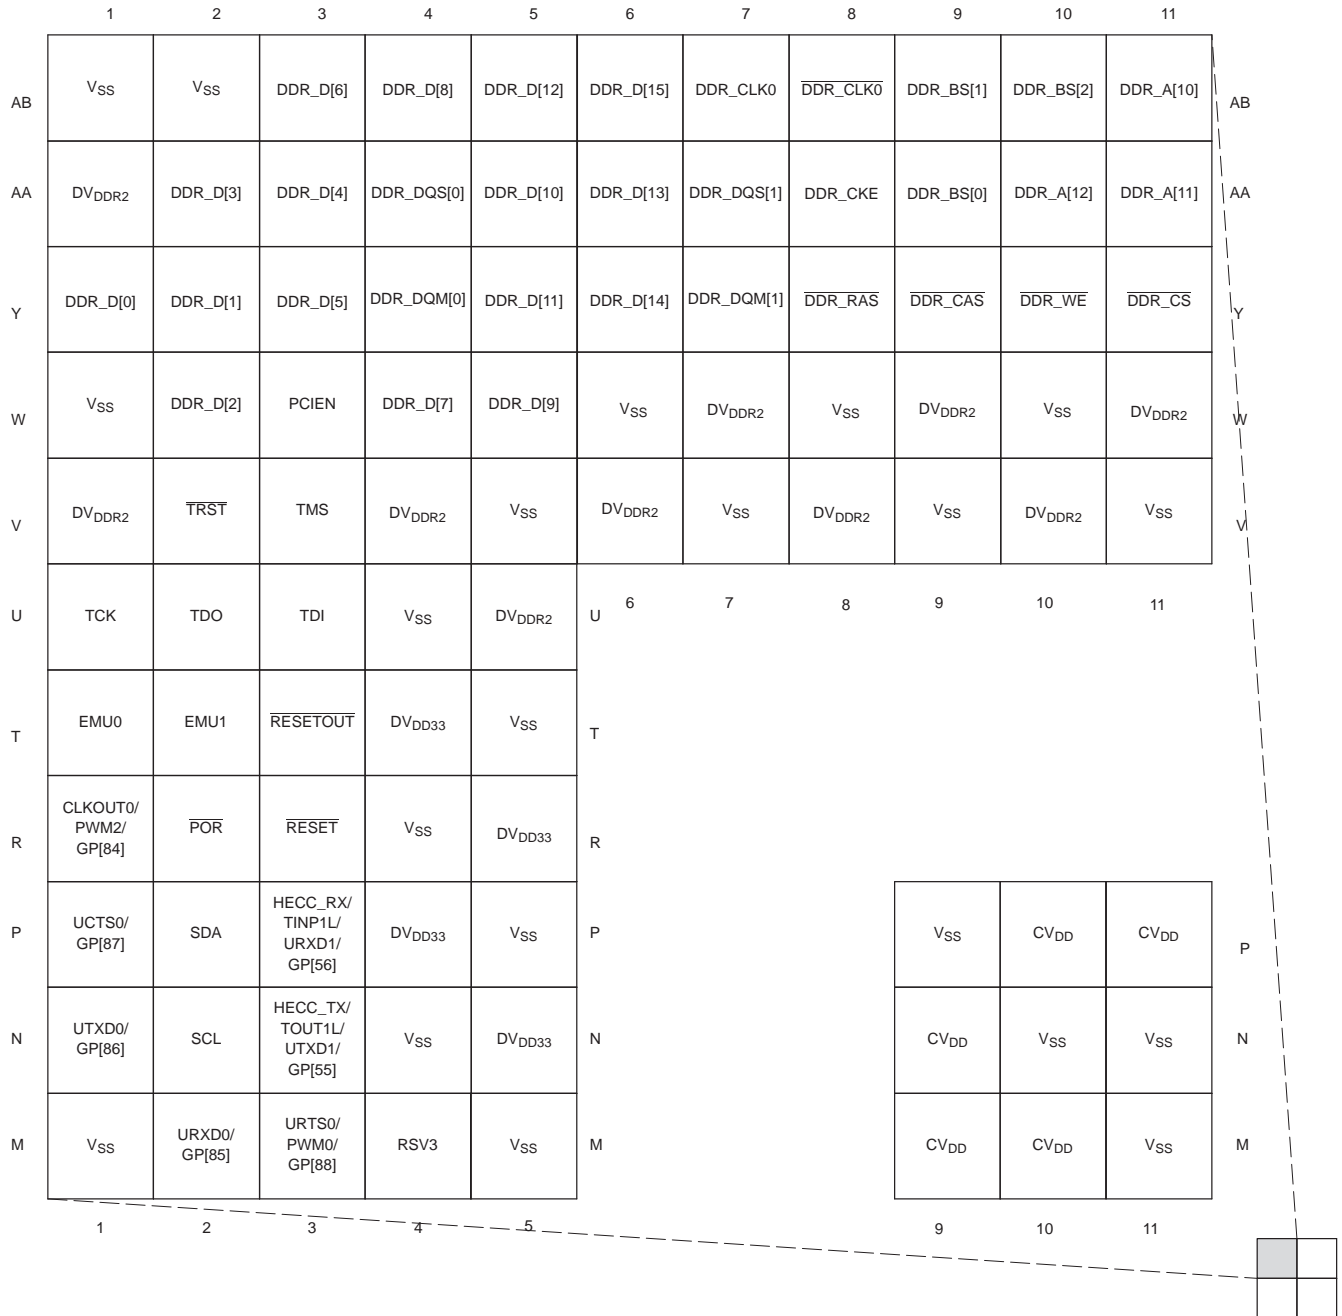 1 2 3 4 5 6 7 8 9 10 11
AB VSS VSS DDR_D[6] DDR_D[8] DDR_D[12] DDR_D[15] DDR_CLK0 DDR_CLK0 DDR_BS[1] DDR_BS[2] DDR_A[10] AB
AA DVDDR2 DDR_D[3] DDR_D[4] DDR_DQS[0] DDR_D[10] DDR_D[13] DDR_DQS[1] DDR_CKE DDR_BS[0] DDR_A[12] DDR_A[11] AA
Y DDR_D[0] DDR_D[1] DDR_D[5] DDR_DQM[0] DDR_D[11] DDR_D[14] DDR_DQM[1] DDR_RAS DDR_CAS DDR_WE DDR_CS Y
W VSS DDR_D[2] PCIEN DDR_D[7] DDR_D[9] VSS DVDDR2 VSS DVDDR2 VSS DVDDR2 W
V DVDDR2 TRST TMS DVDDR2 VSS DVDDR2 VSS DVDDR2 VSS DVDDR2 VSS V
U TCK TDO TDI VSS DVDDR2 U 6 7 8 9 10 11
T EMU0 EMU1 RESETOUT DVDD33 VSS T
CLKOUT0/
R PWM2/ POR RESET VSS DVDD33 R
GP[84]
HECC_RX/
P UCTS0/ SDA TINP1L/ DVDD33 VSS P VSS CVDD CVDD P
GP[87] URXD1/
GP[56]
HECC_TX/
N UTXD0/ SCL TOUT1L/ VSS DVDD33 N CVDD VSS VSS N
GP[86] UTXD1/
GP[55]
URTS0/
M VSS URXD0/ PWM0/ RSV3 VSS M CVDD CVDD VSS M
GP[85] GP[88]
1 2 3 4 5 9 10 11